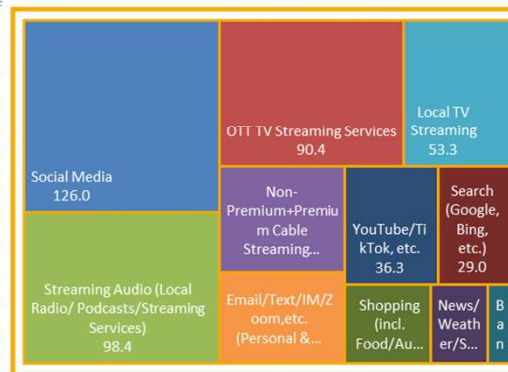 Social Media
126.0
OTT TV Streaming Services
90.4
Local TV
Streaming
53.3
Non-
Premium+Premiu
m Cable
Streaming...
YouTube/Ti
kTok, etc.
36.3
Search
(Google,
Bing,
etc.)
29.0
Streaming Audio (Local
Radio/ Podcasts/Streaming
Services)
98.4
Email/Text/IM/Z
oom,etc.
(Personal &...
Shopping
(incl.
Food/Au...
News/
Weath
er/S...
B
a
n